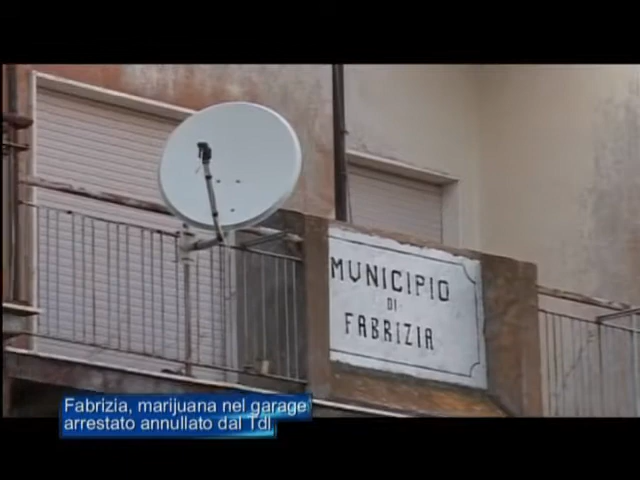 MUNICIPIO
DI
FABRIZIA
Fabrizia, marijuana nel garage
arrestato annullato dal Tdl